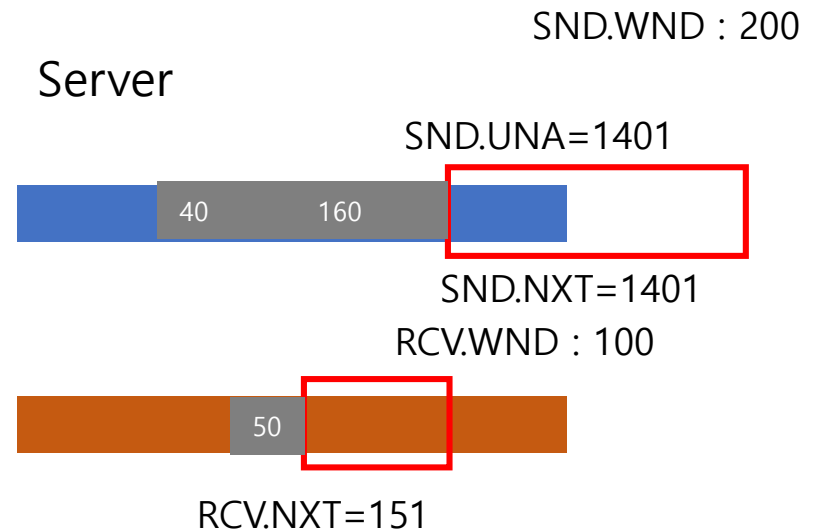 SND.WND : 200
Server
SND.UNA=1401
40 160
SND.NXT=1401
RCV.WND : 100
50
RCV.NXT=151